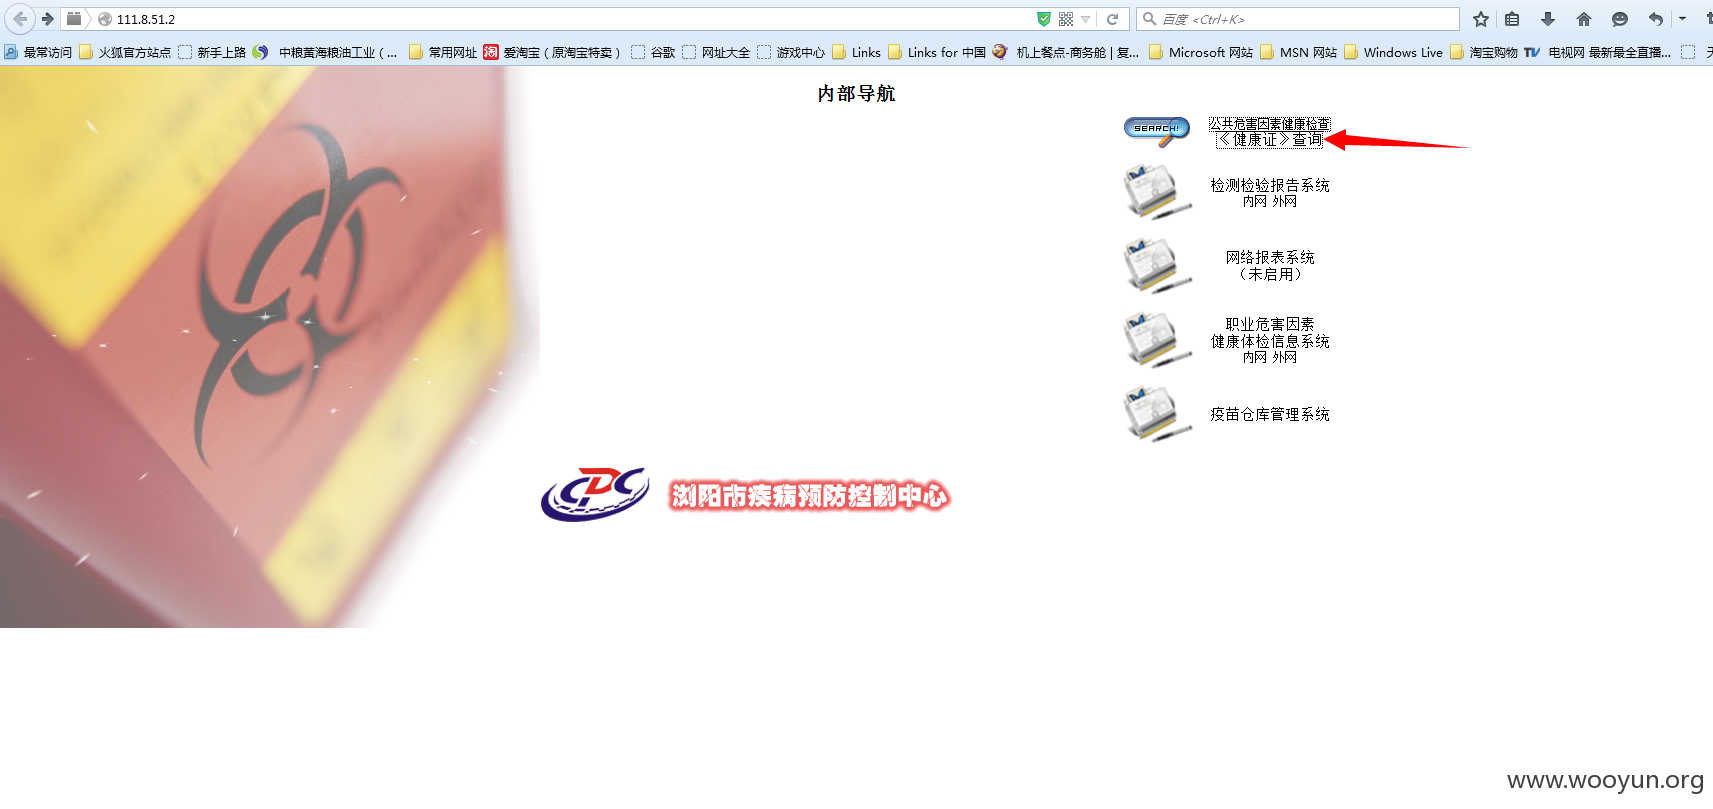 111.8.51.2
百度 <Ctrl+K>
最常访问 火狐官方站点 新手上路 中粮黄海粮油工业（... 常用网址 淘 爱淘宝（原淘宝特卖） 谷歌 网址大全 游戏中心 Links Links for 中国 机上餐点-商务舱 | 复... Microsoft 网站 MSN 网站 Windows Live 淘宝购物 TV 电视网 最新最全直播...
内部导航
SEARCH!
公共危害因素健康检查
《健康证》查询
检测检验报告系统
内网 外网
网络报表系统
（未启用）
职业危害因素
健康体检信息系统
内网 外网
疫苗仓库管理系统
CDC 浏阳市疾病预防控制中心
www.wooyun.org